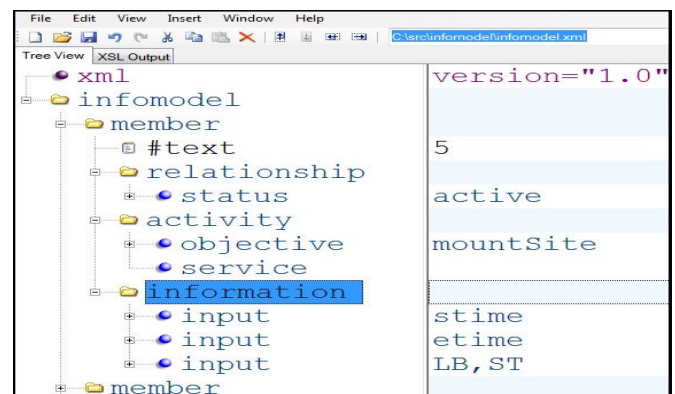 File Edit View Insert Window Help
C:\src\infomodel\infomodel.xml
Tree View XSL Output
xml version="1.0"
infomodel
member
#text 5
relationship
status active
activity
objective mountSite
service
information
input stime
input etime
input LB,ST
member